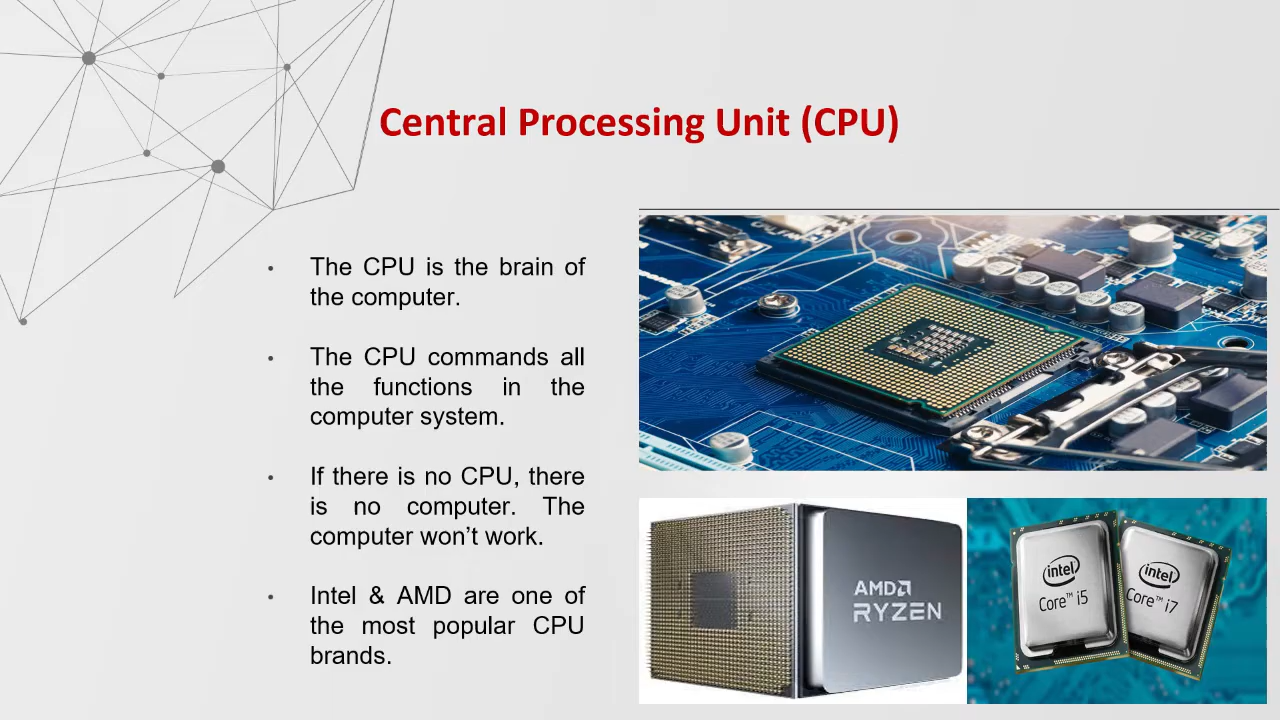 Central Processing Unit (CPU)
• The CPU is the brain of
the computer.
• The CPU commands all
the functions in the
computer system.
• If there is no CPU, there
is no computer. The
computer won’t work.
• Intel & AMD are one of
the most popular CPU
brands.
AMD
RYZEN
intel
Core™ i5
intel
Core™ i7